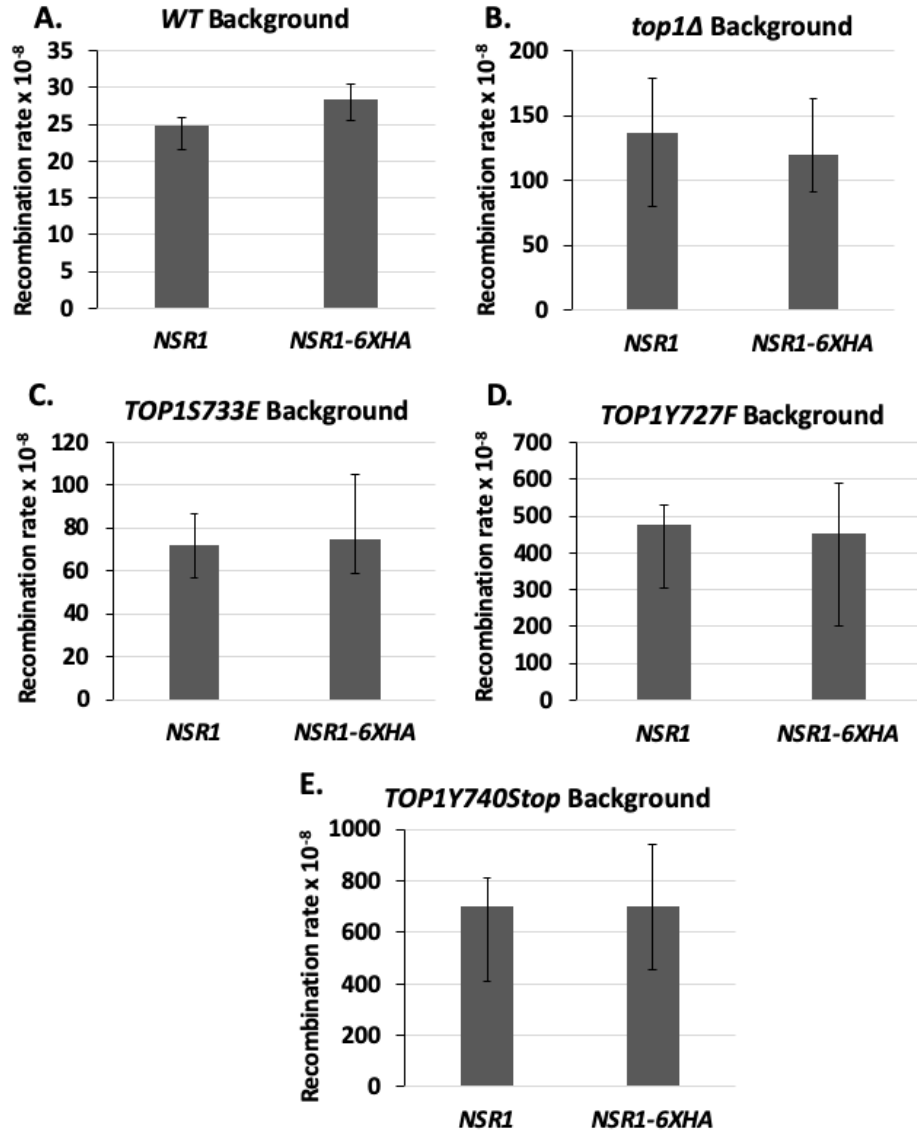 A.
WT Background
Recombination rate x 10-8
35
30
25
20
15
10
5
0
NSR1
NSR1-6XHA
B.
top1Δ Background
Recombination rate x 10-8
200
150
100
50
0
NSR1
NSR1-6XHA
C.
TOP1S733E Background
Recombination rate x 10-8
120
100
80
60
40
20
0
NSR1
NSR1-6XHA
D.
TOP1Y727F Background
Recombination rate x 10-8
700
600
500
400
300
200
100
0
NSR1
NSR1-6XHA
E.
TOP1Y740Stop Background
Recombination rate x 10-8
1000
800
600
400
200
0
NSR1
NSR1-6XHA